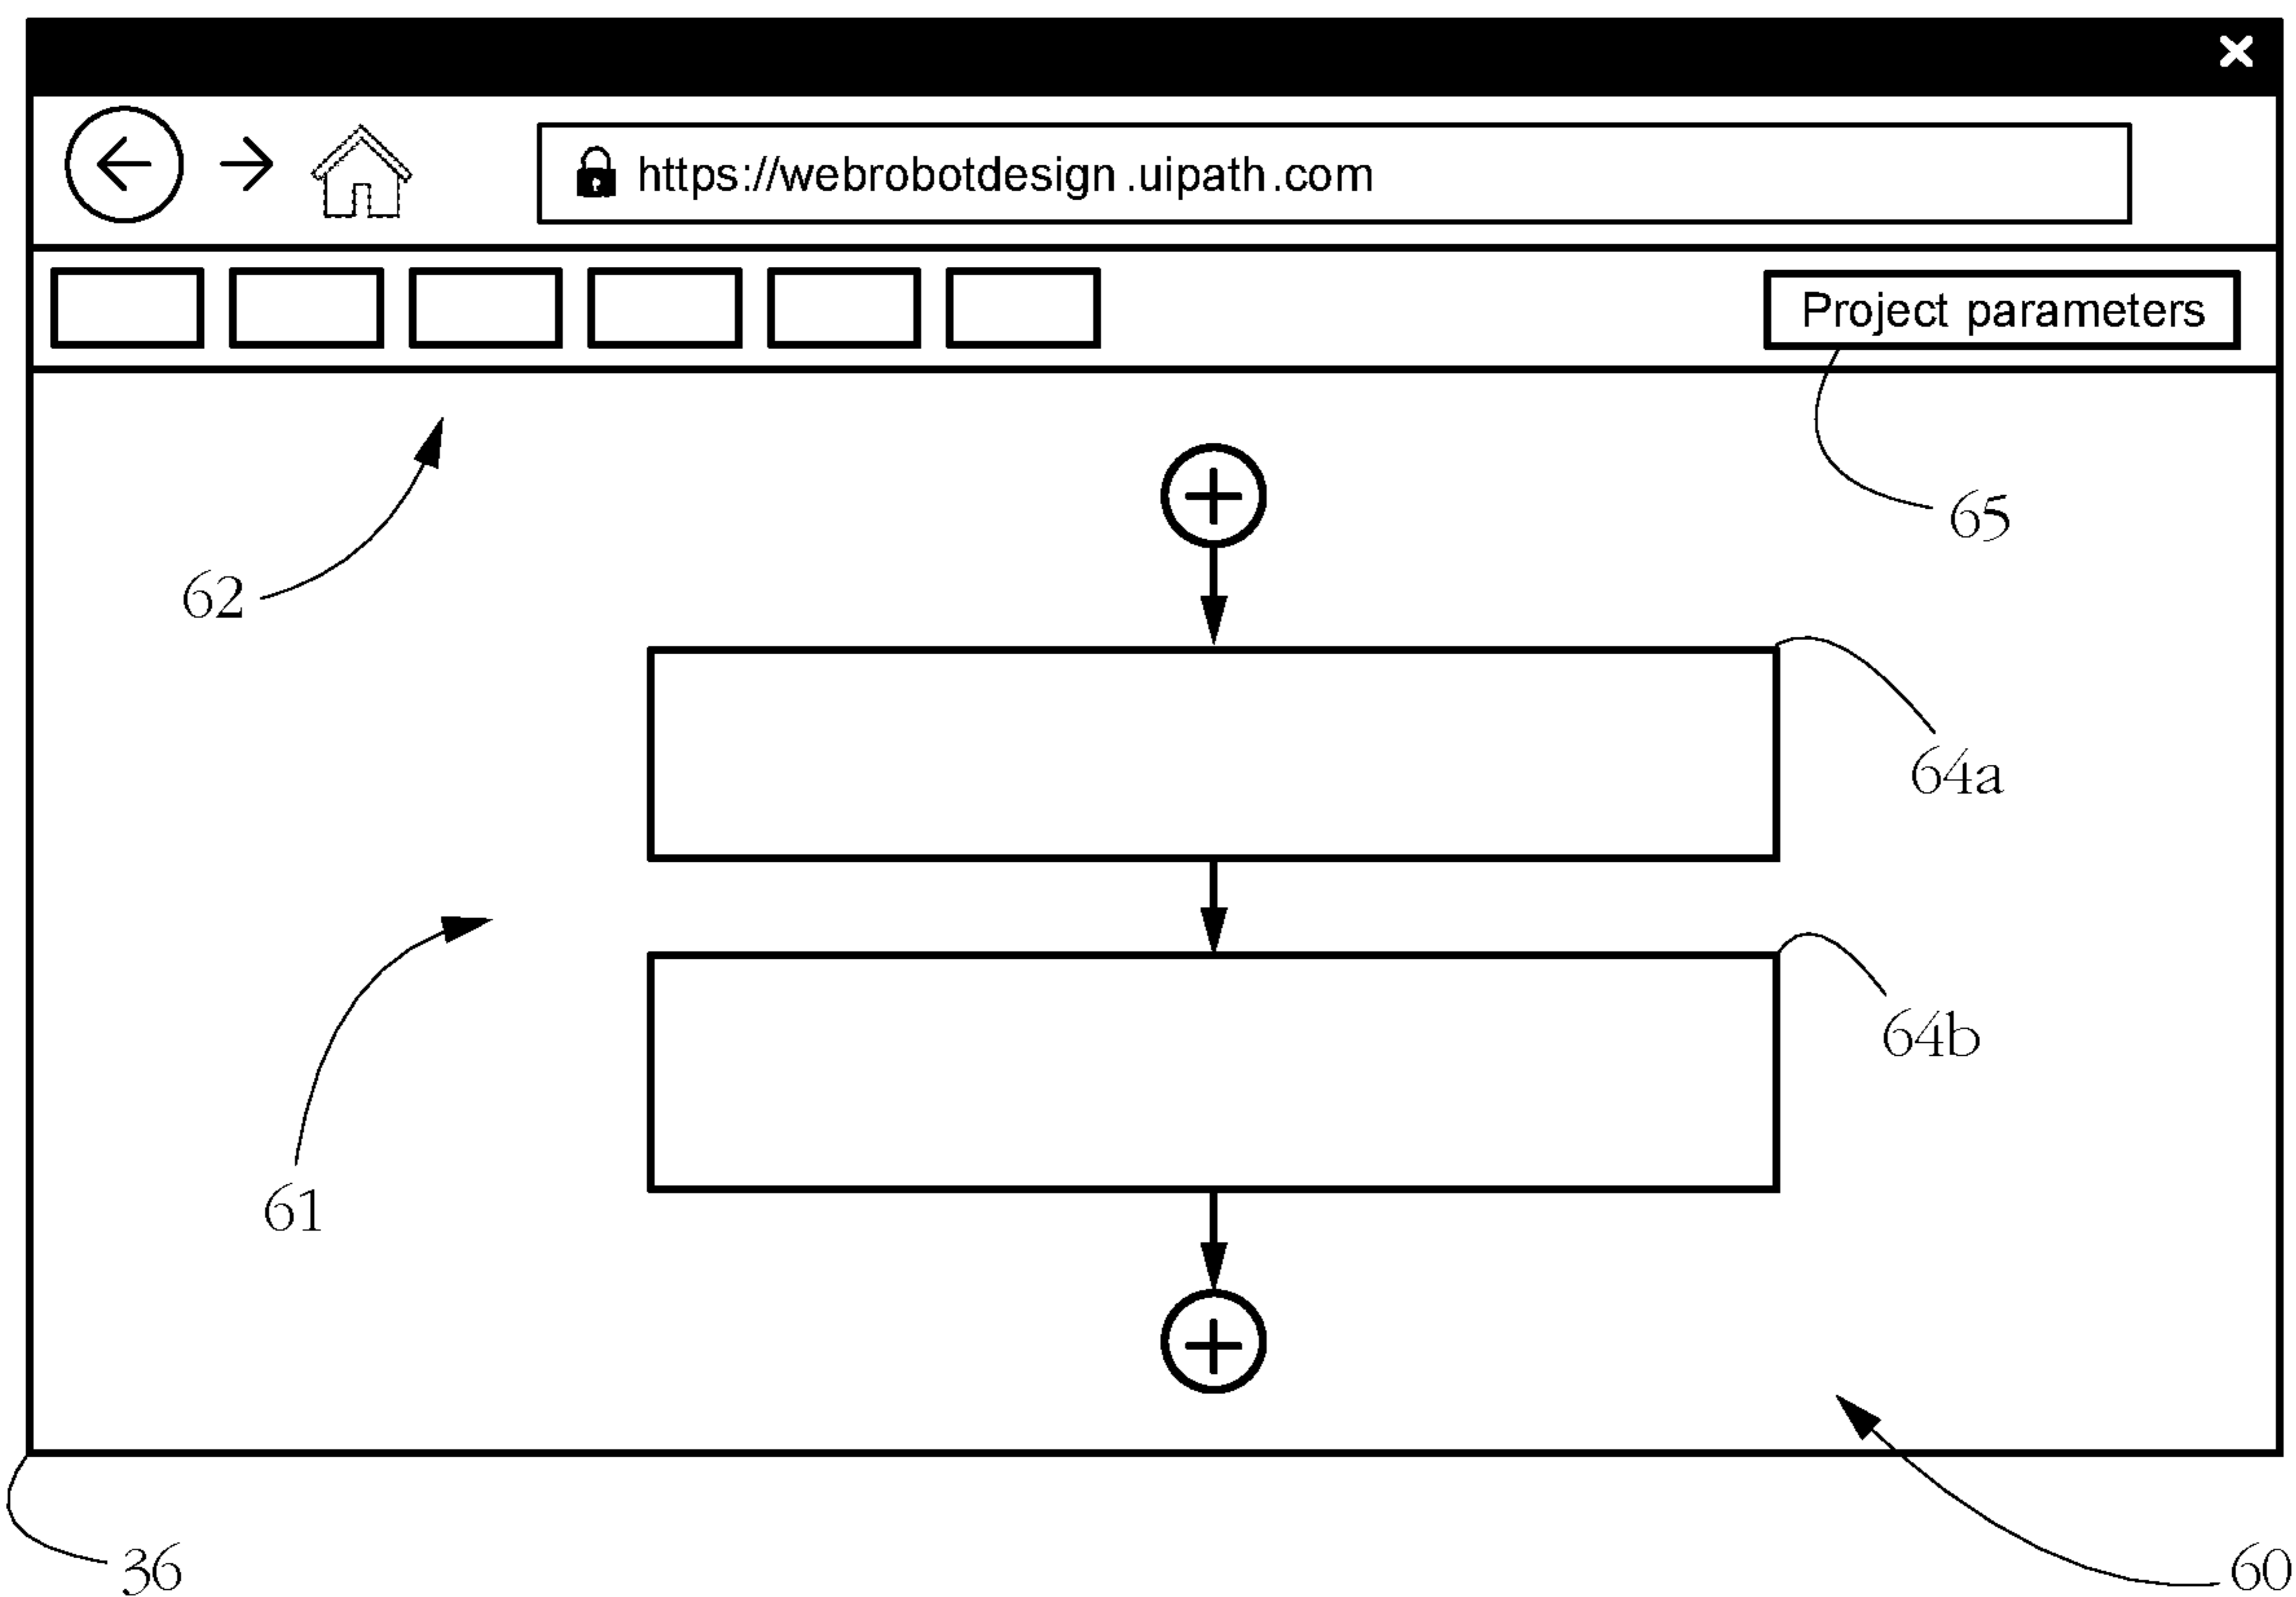 https://webrobotdesign.uipath.com
Project parameters
65
62
64a
64b
61
36
60